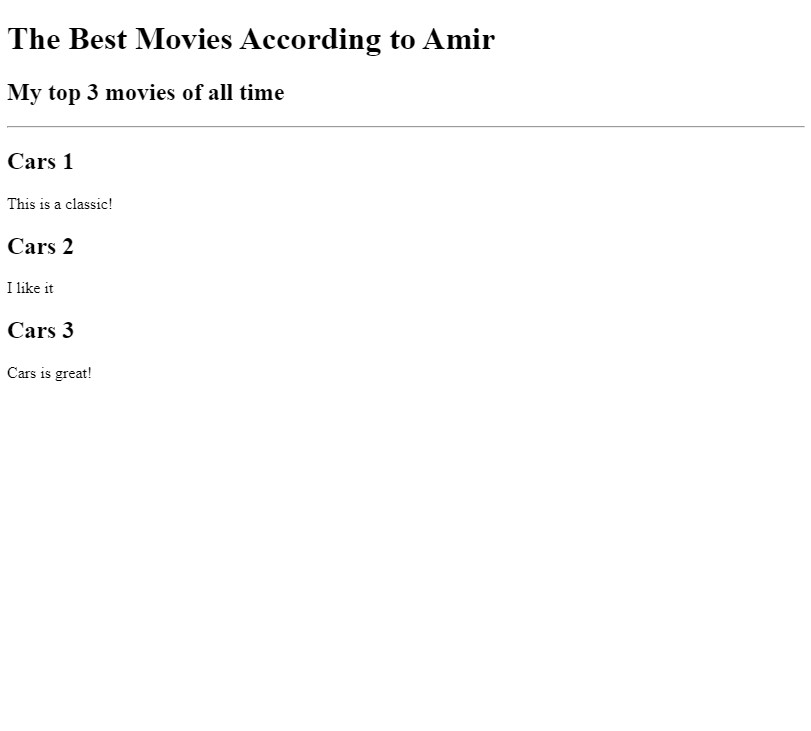 The Best Movies According to Amir
My top 3 movies of all time
Cars 1
This is a classic!
Cars 2
I like it
Cars 3
Cars is great!